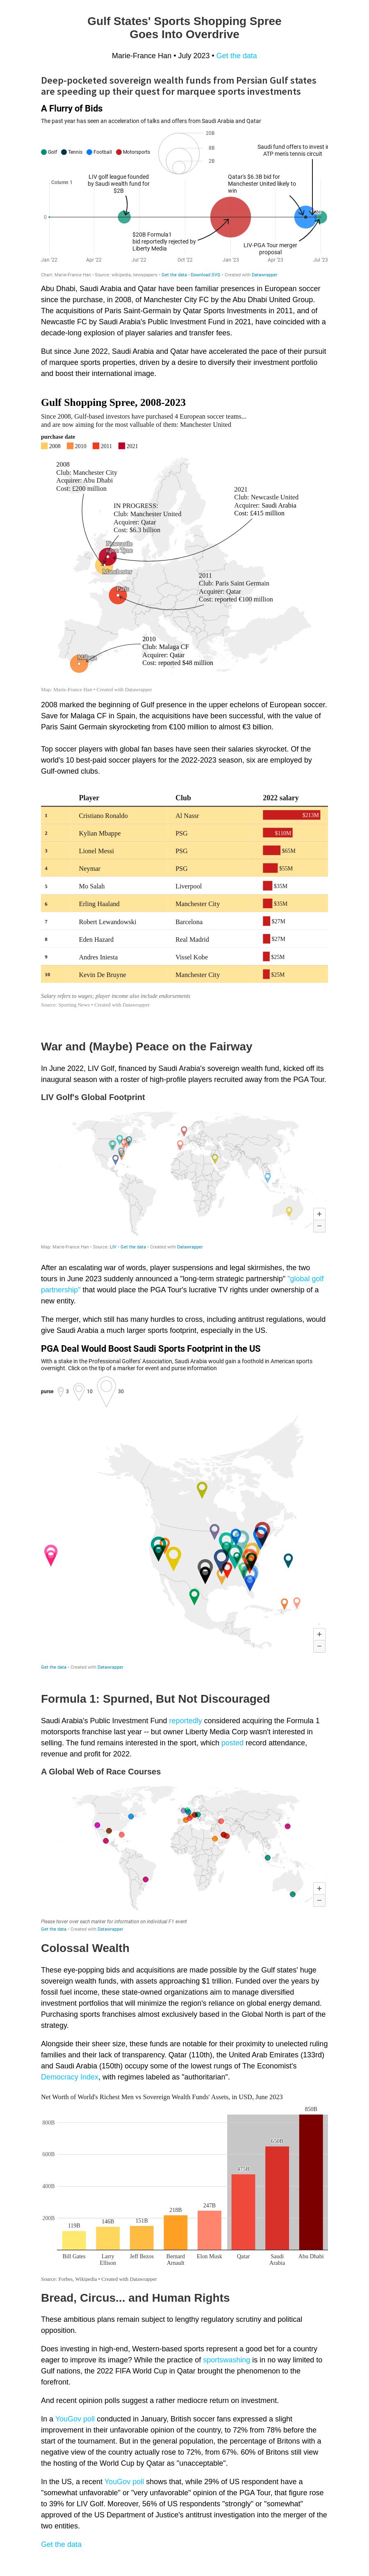 Gulf States' Sports Shopping Spree
Goes Into Overdrive
Marie-France Han • July 2023 • Get the data
Deep-pocketed sovereign wealth funds from Persian Gulf states
are speeding up their quest for marquee sports investments
A Flurry of Bids
The past year has seen an acceleration of talks and offers from Saudi Arabia and Qatar
Golf Tennis Football Motorsports
20B
8B
2B
Column 1
LIV golf league founded
by Saudi wealth fund for
$2B
Qatar's $6.3B bid for
Manchester United likely to
win
Saudi fund offers to invest i
ATP men's tennis circuit
0
$20B Formula1
bid reportedly rejected by
Liberty Media
LIV-PGA Tour merger
proposal
Jan '22 Apr '22 Jul '22 Oct '22 Jan '23 Apr '23 Jul '23
Chart: Marie-France Han • Source: wikipedia, newspapers • Get the data • Download SVG • Created with Datawrapper
Abu Dhabi, Saudi Arabia and Qatar have been familiar presences in European soccer
since the purchase, in 2008, of Manchester City FC by the Abu Dhabi United Group.
The acquisitions of Paris Saint-Germain by Qatar Sports Investments in 2011, and of
Newcastle FC by Saudi Arabia's Public Investment Fund in 2021, have coincided with a
decade-long explosion of player salaries and transfer fees.
But since June 2022, Saudi Arabia and Qatar have accelerated the pace of their pursuit
of marquee sports properties, driven by a desire to diversify their investment portfolio
and boost their international image.
Gulf Shopping Spree, 2008-2023
Since 2008, Gulf-based investors have purchased 4 European soccer teams...
and are now aiming for the most valluable of them: Manchester United
purchase date
2008 2010 2011 2021
2008
Club: Manchester City
Acquirer: Abu Dhabi
Cost: £200 million
IN PROGRESS:
Club: Manchester United
Acquirer: Qatar
Cost: $6.3 billion
2021
Club: Newcastle United
Acquirer: Saudi Arabia
Cost: £415 million
Newcastle
upon Tyne
Manchester
2011
Club: Paris Saint Germain
Acquirer: Qatar
Cost: reported €100 million
Paris
2010
Club: Malaga CF
Acquirer: Qatar
Cost: reported $48 million
Malaga
Map: Marie-France Han • Created with Datawrapper
2008 marked the beginning of Gulf presence in the upper echelons of European soccer.
Save for Malaga CF in Spain, the acquisitions have been successful, with the value of
Paris Saint Germain skyrocketing from €100 million to almost €3 billion.
Top soccer players with global fan bases have seen their salaries skyrocket. Of the
world's 10 best-paid soccer players for the 2022-2023 season, six are employed by
Gulf-owned clubs.
Player Club 2022 salary
1 Cristiano Ronaldo Al Nassr $213M
2 Kylian Mbappe PSG $110M
3 Lionel Messi PSG $65M
4 Neymar PSG $55M
5 Mo Salah Liverpool $35M
6 Erling Haaland Manchester City $35M
7 Robert Lewandowski Barcelona $27M
8 Eden Hazard Real Madrid $27M
9 Andres Iniesta Vissel Kobe $25M
10 Kevin De Bruyne Manchester City $25M
Salary refers to wages; player income also include endorsements
Source: Sporting News • Created with Datawrapper
War and (Maybe) Peace on the Fairway
In June 2022, LIV Golf, financed by Saudi Arabia's sovereign wealth fund, kicked off its
inaugural season with a roster of high-profile players recruited away from the PGA Tour.
LIV Golf's Global Footprint
+
−
Map: Marie-France Han • Source: LIV • Get the data • Created with Datawrapper
After an escalating war of words, player suspensions and legal skirmishes, the two
tours in June 2023 suddenly announced a "long-term strategic partnership" "global golf
partnership" that would place the PGA Tour's lucrative TV rights under ownership of a
new entity.
The merger, which still has many hurdles to cross, including antitrust regulations, would
give Saudi Arabia a much larger sports footprint, especially in the US.
PGA Deal Would Boost Saudi Sports Footprint in the US
With a stake in the Professional Golfers' Association, Saudi Arabia would gain a foothold in American sports
overnight. Click on the tip of a marker for event and purse information
purse 3 10 30
+
−
Get the data • Created with Datawrapper
Formula 1: Spurned, But Not Discouraged
Saudi Arabia's Public Investment Fund reportedly considered acquiring the Formula 1
motorsports franchise last year -- but owner Liberty Media Corp wasn't interested in
selling. The fund remains interested in the sport, which posted record attendance,
revenue and profit for 2022.
A Global Web of Race Courses
+
−
Please hover over each marker for information on individual F1 event
Get the data • Created with Datawrapper
Colossal Wealth
These eye-popping bids and acquisitions are made possible by the Gulf states' huge
sovereign wealth funds, with assets approaching $1 trillion. Funded over the years by
fossil fuel income, these state-owned organizations aim to manage diversified
investment portfolios that will minimize the region's reliance on global energy demand.
Purchasing sports franchises almost exclusively based in the Global North is part of the
strategy.
Alongside their sheer size, these funds are notable for their proximity to unelected ruling
families and their lack of transparency. Qatar (110th), the United Arab Emirates (133rd)
and Saudi Arabia (150th) occupy some of the lowest rungs of The Economist's
Democracy Index, with regimes labeled as "authoritarian".
Net Worth of World's Richest Men vs Sovereign Wealth Funds' Assets, in USD, June 2023
850B
800B
650B
600B
475B
400B
247B
218B
200B
151B
146B
119B
Bill Gates Larry Ellison Jeff Bezos Bernard Arnault Elon Musk Qatar Saudi Arabia Abu Dhabi
Source: Forbes, Wikipedia • Created with Datawrapper
Bread, Circus... and Human Rights
These ambitious plans remain subject to lengthy regulatory scrutiny and political
opposition.
Does investing in high-end, Western-based sports represent a good bet for a country
eager to improve its image? While the practice of sportswashing is in no way limited to
Gulf nations, the 2022 FIFA World Cup in Qatar brought the phenomenon to the
forefront.
And recent opinion polls suggest a rather mediocre return on investment.
In a YouGov poll conducted in January, British soccer fans expressed a slight
improvement in their unfavorable opinion of the country, to 72% from 78% before the
start of the tournament. But in the general population, the percentage of Britons with a
negative view of the country actually rose to 72%, from 67%. 60% of Britons still view
the hosting of the World Cup by Qatar as "unacceptable".
In the US, a recent YouGov poll shows that, while 29% of US respondent have a
"somewhat unfavorable" or "very unfavorable" opinion of the PGA Tour, that figure rose
to 39% for LIV Golf. Moreover, 56% of US respondents "strongly" or "somewhat"
approved of the US Department of Justice's antitrust investigation into the merger of the
two entities.
Get the data